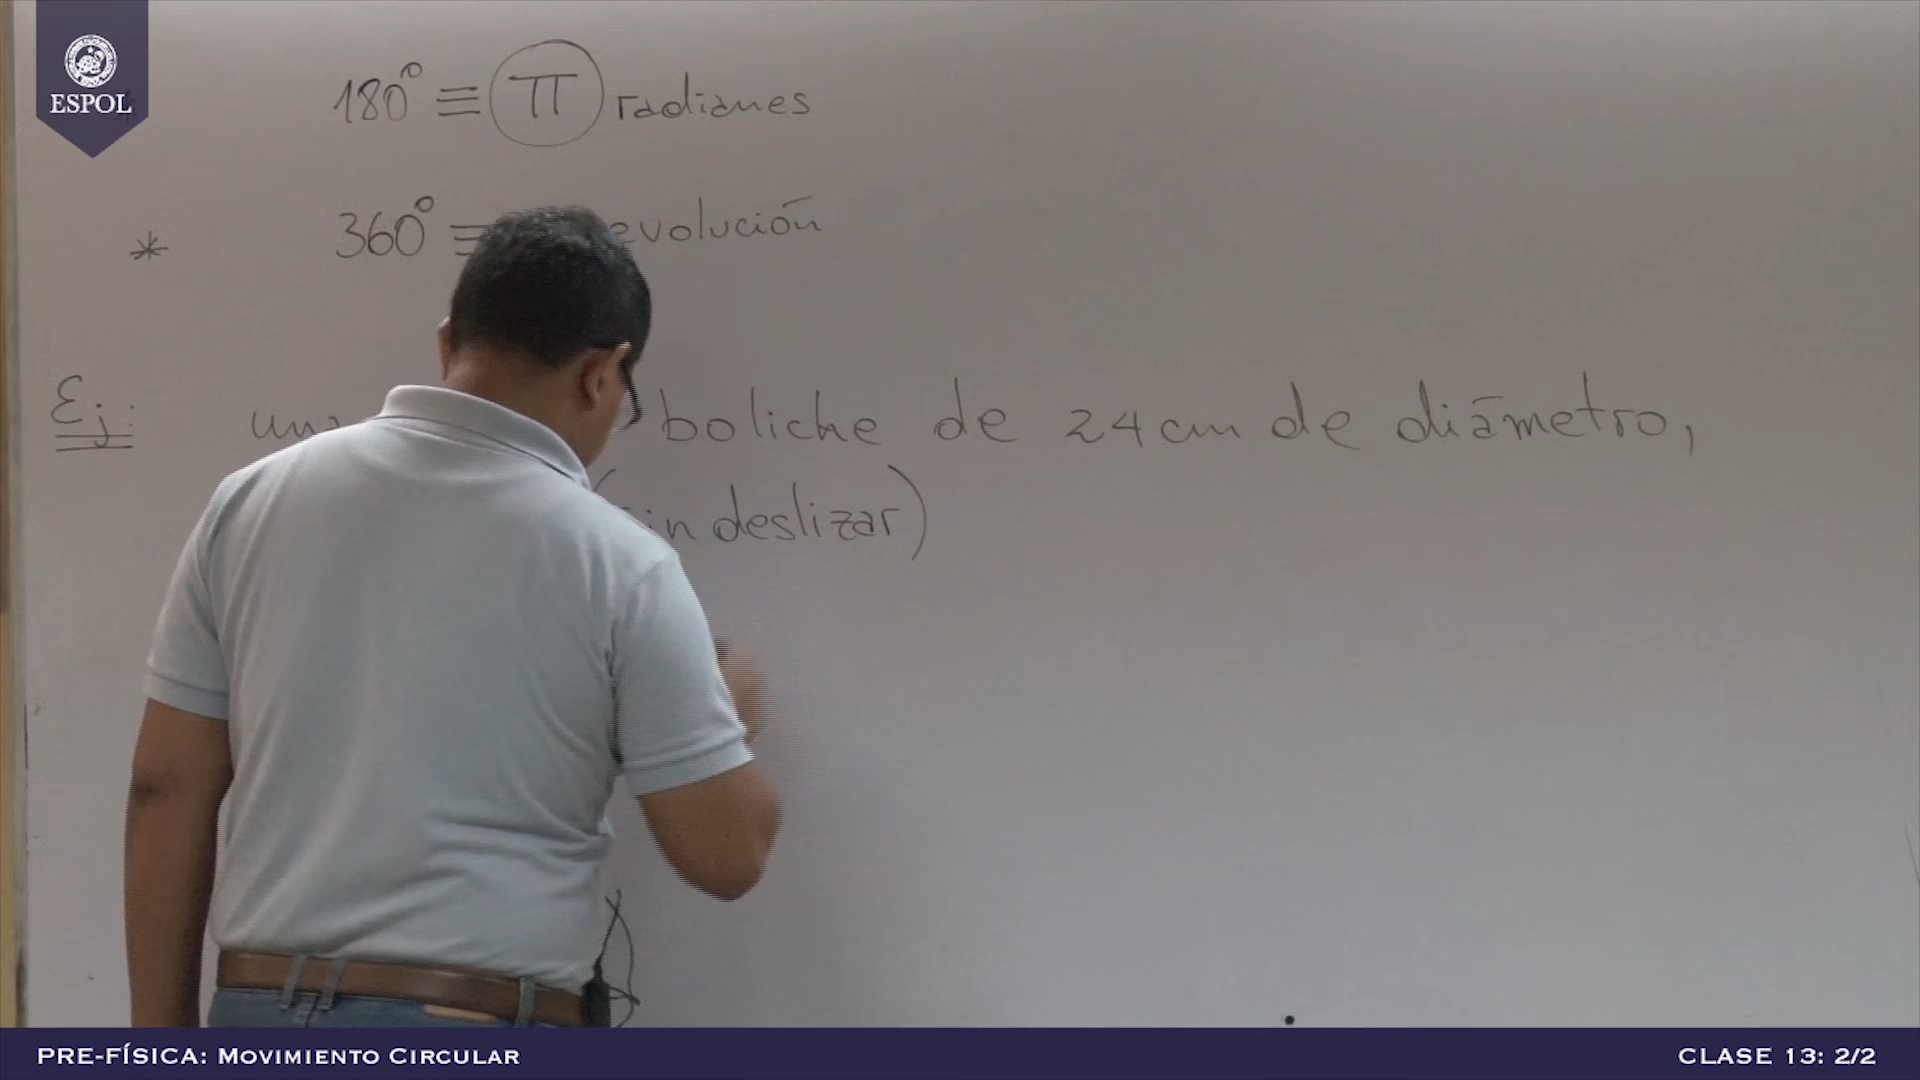 ESPOL
180° ≡ π radianes
* 360° ≡ evolución
Ej: una boliche de 24 cm de diámetro,
in deslizar)
PRE-FÍSICA: MOVIMIENTO CIRCULAR
CLASE 13: 2/2